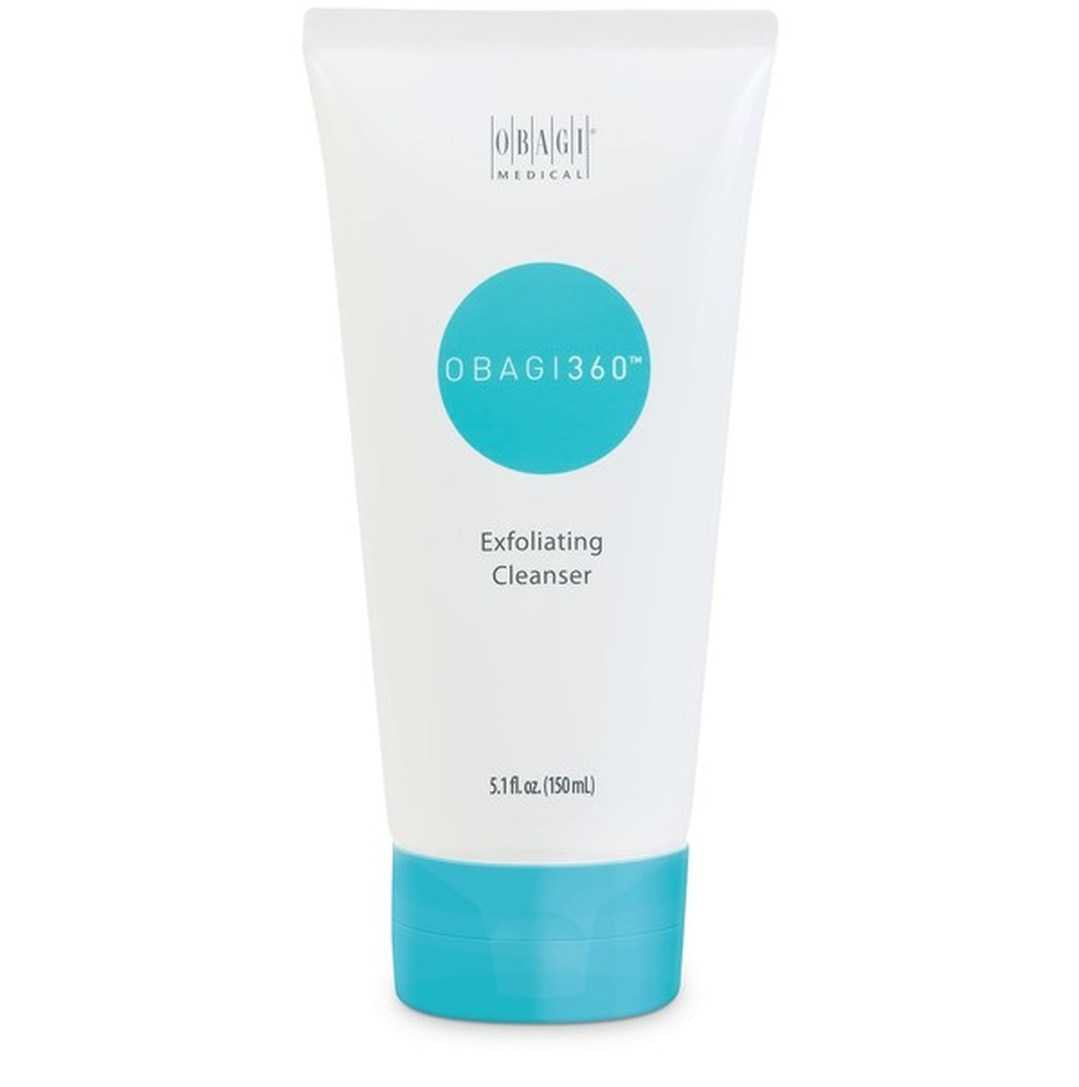 OBAGI®
MEDICAL
OBAGI360™
Exfoliating
Cleanser
5.1 fl. oz. (150 mL)